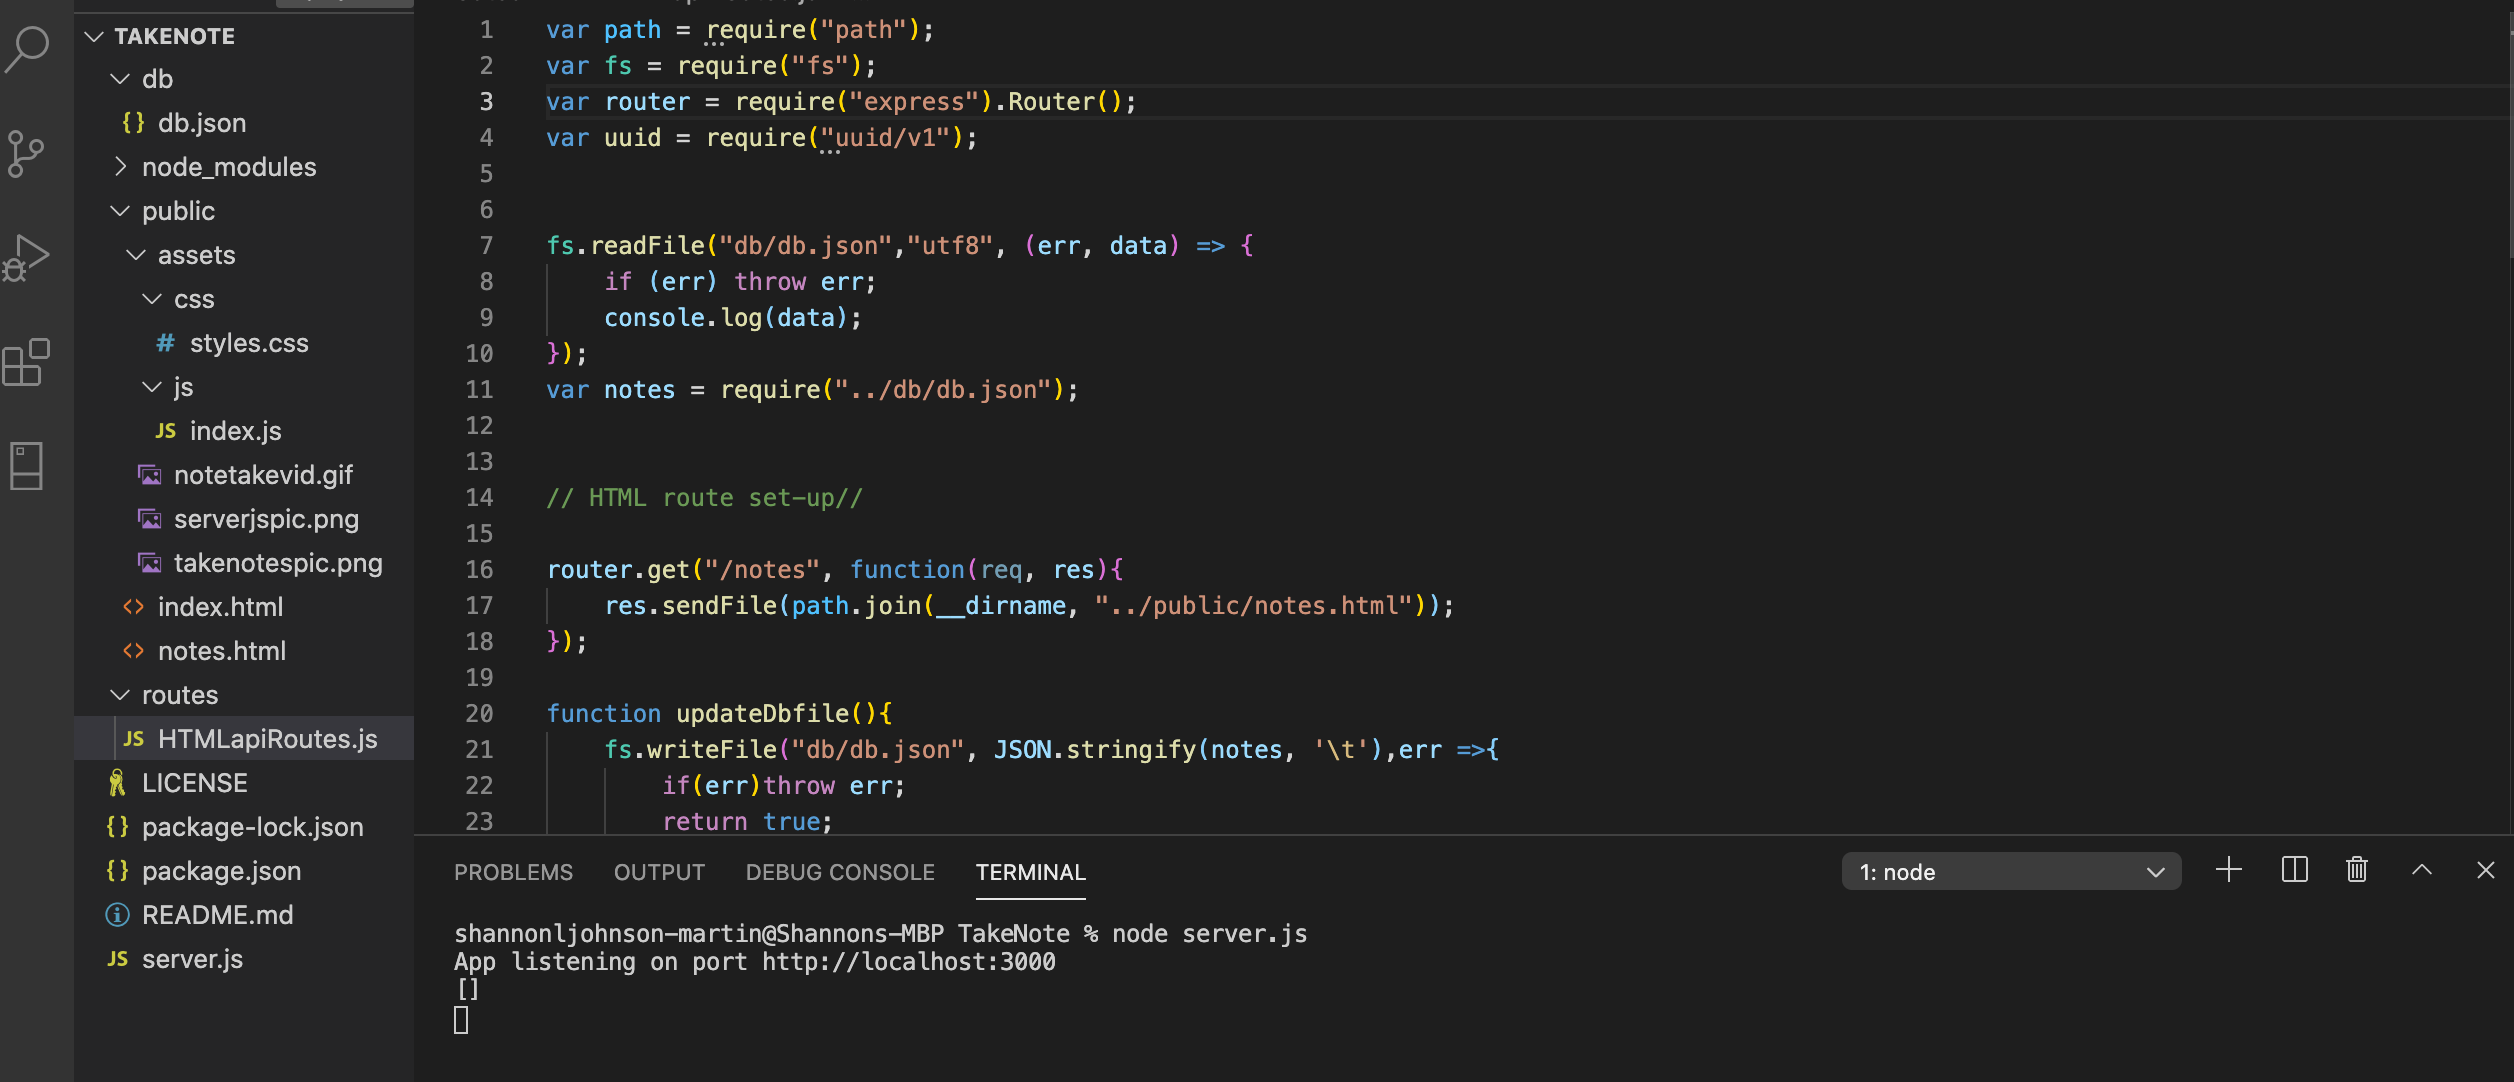 TAKENOTE
db
{} db.json
node_modules
public
assets
css
# styles.css
js
JS index.js
notetakevid.gif
serverjspic.png
takenotespic.png
<> index.html
<> notes.html
routes
JS HTMLapiRoutes.js
LICENSE
{} package-lock.json
{} package.json
README.md
JS server.js
1 var path = require("path");
2 var fs = require("fs");
3 var router = require("express").Router();
4 var uuid = require("uuid/v1");
5
6
7 fs.readFile("db/db.json","utf8", (err, data) => {
8     if (err) throw err;
9     console.log(data);
10 });
11 var notes = require("../db/db.json");
12
13
14 // HTML route set-up//
15
16 router.get("/notes", function(req, res){
17     res.sendFile(path.join(__dirname, "../public/notes.html"));
18 });
19
20 function updateDbfile(){
21     fs.writeFile("db/db.json", JSON.stringify(notes, '\t'),err =>{
22         if(err)throw err;
23         return true;
PROBLEMS OUTPUT DEBUG CONSOLE TERMINAL 1: node
shannonljohnson-martin@Shannons-MBP TakeNote % node server.js
App listening on port http://localhost:3000
[]